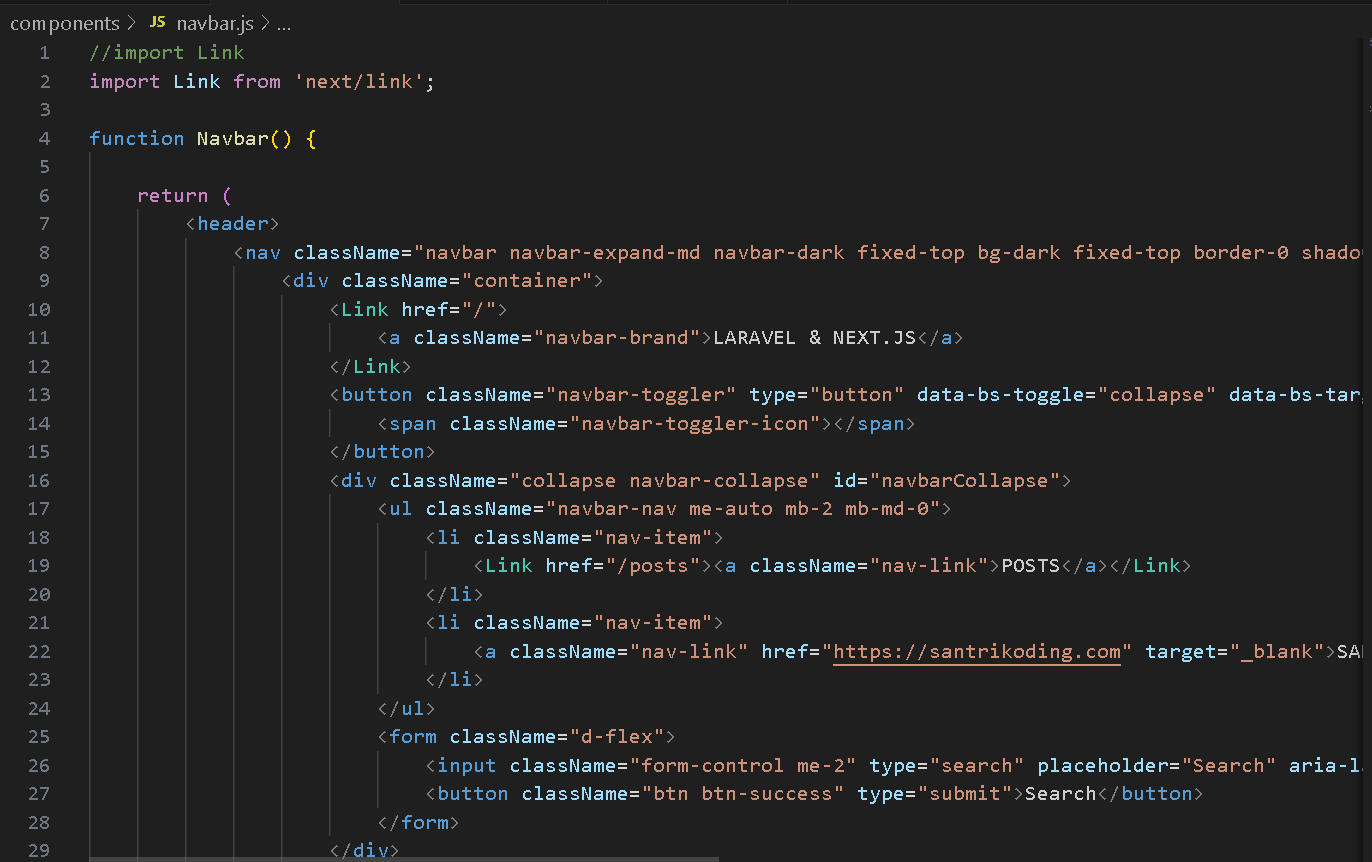 components > JS navbar.js > ...
1 //import Link
2 import Link from 'next/link';
3
4 function Navbar() {
5
6 return (
7 <header>
8 <nav className="navbar navbar-expand-md navbar-dark fixed-top bg-dark fixed-top border-0 shado
9 <div className="container">
10 <Link href="/">
11 <a className="navbar-brand">LARAVEL & NEXT.JS</a>
12 </Link>
13 <button className="navbar-toggler" type="button" data-bs-toggle="collapse" data-bs-tar
14 <span className="navbar-toggler-icon"></span>
15 </button>
16 <div className="collapse navbar-collapse" id="navbarCollapse">
17 <ul className="navbar-nav me-auto mb-2 mb-md-0">
18 <li className="nav-item">
19 <Link href="/posts"><a className="nav-link">POSTS</a></Link>
20 </li>
21 <li className="nav-item">
22 <a className="nav-link" href="https://santrikoding.com" target="_blank">SA
23 </li>
24 </ul>
25 <form className="d-flex">
26 <input className="form-control me-2" type="search" placeholder="Search" aria-l
27 <button className="btn btn-success" type="submit">Search</button>
28 </form>
29 </div>